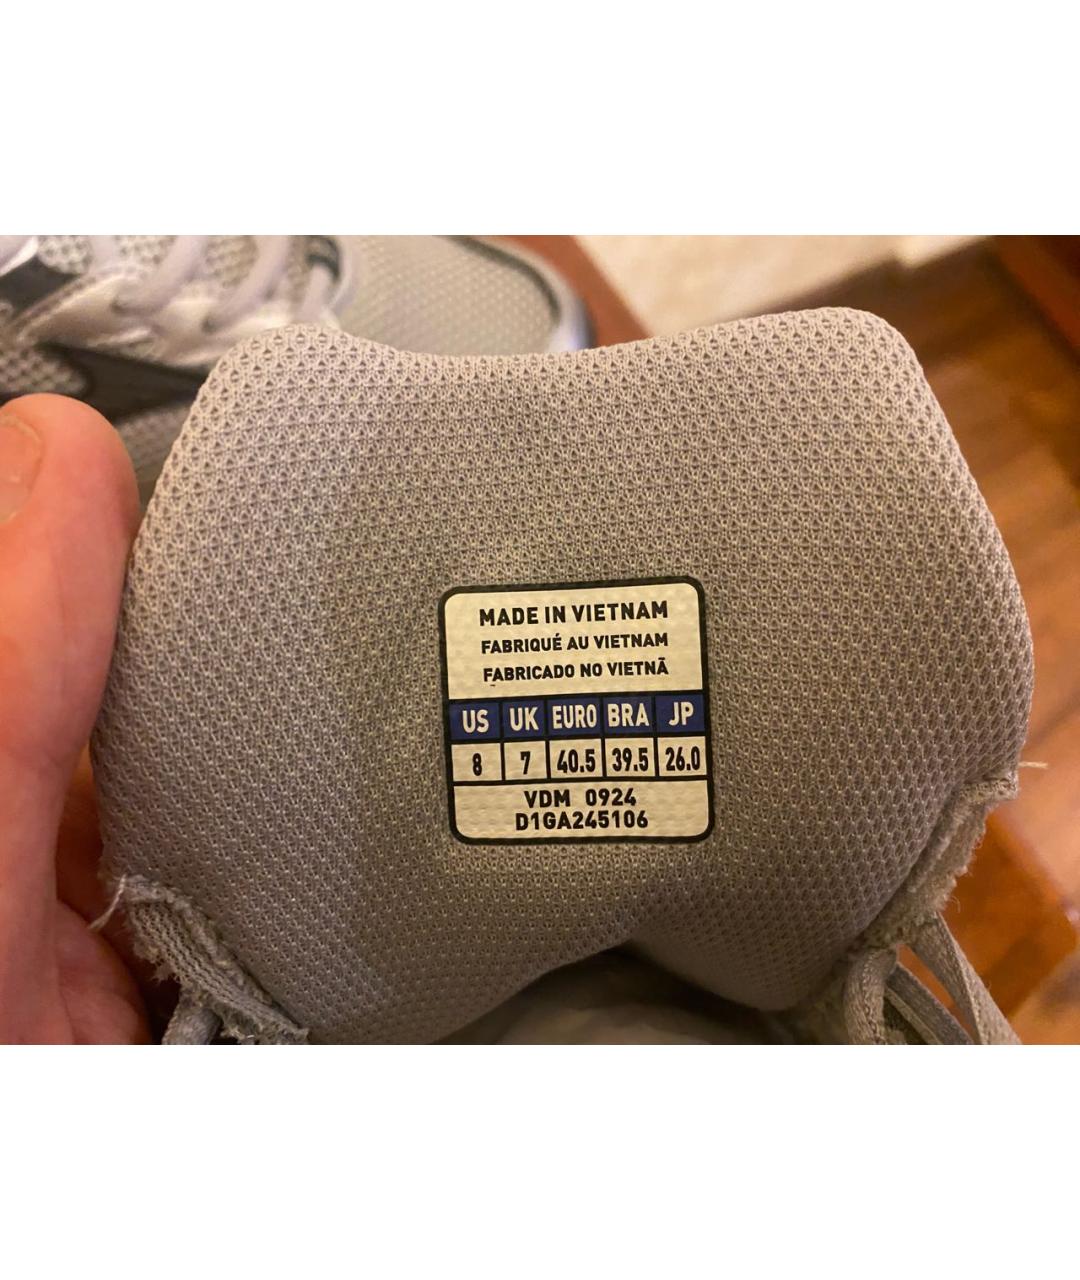 MADE IN VIETNAM
FABRIQUÉ AU VIETNAM
FABRICADO NO VIETNÃ
US UK EURO BRA JP
8 7 40.5 39.5 26.0
VDM 0924
D1GA245106